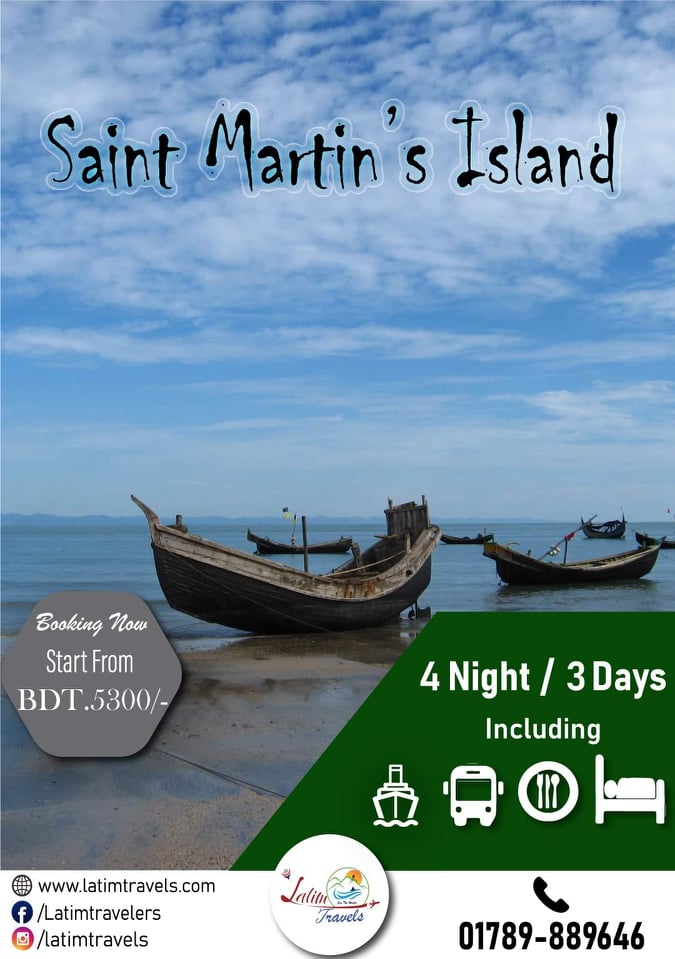 Saint Martin's Island
Booking Now
Start From
BDT.5300/-
4 Night / 3 Days
Including
www.latimtravels.com
/Latimtravelers
/latimtravels
Latim
Travels
01789-889646